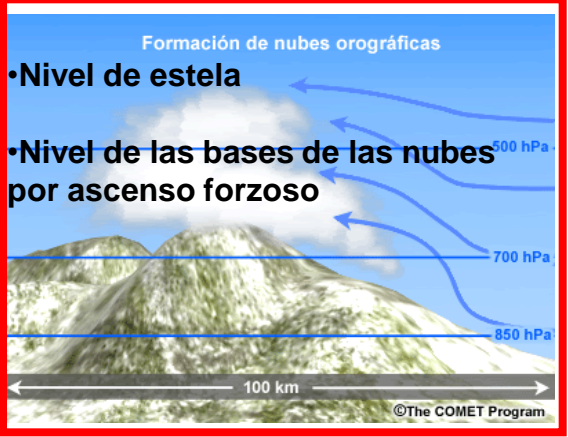 Formación de nubes orográficas
•Nivel de estela
•Nivel de las bases de las nubes
500 hPa
por ascenso forzoso
700 hPa
850 hPa
100 km
©The COMET Program